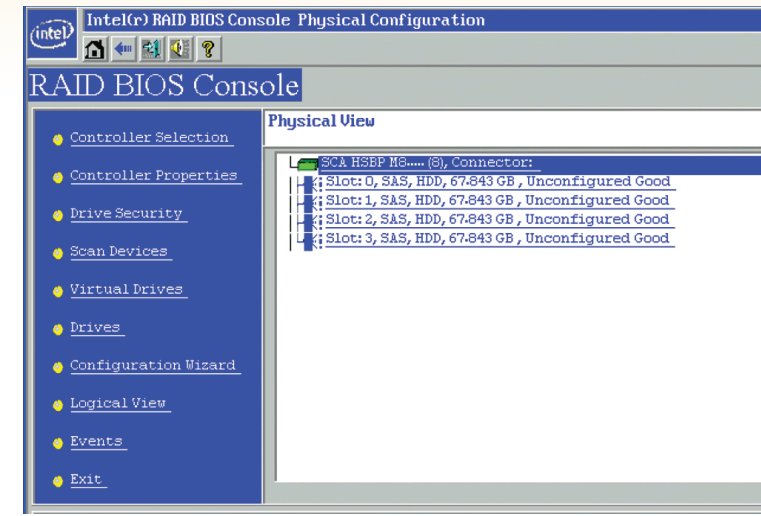 Intel(r) RAID BIOS Console Physical Configuration
intel
RAID BIOS Console
Controller Selection
Controller Properties
Drive Security
Scan Devices
Virtual Drives
Drives
Configuration Wizard
Logical View
Events
Exit
Physical View
SCA HSBP M8..... (8), Connector:
Slot: 0, SAS, HDD, 67.843 GB , Unconfigured Good
Slot: 1, SAS, HDD, 67.843 GB , Unconfigured Good
Slot: 2, SAS, HDD, 67.843 GB , Unconfigured Good
Slot: 3, SAS, HDD, 67.843 GB , Unconfigured Good